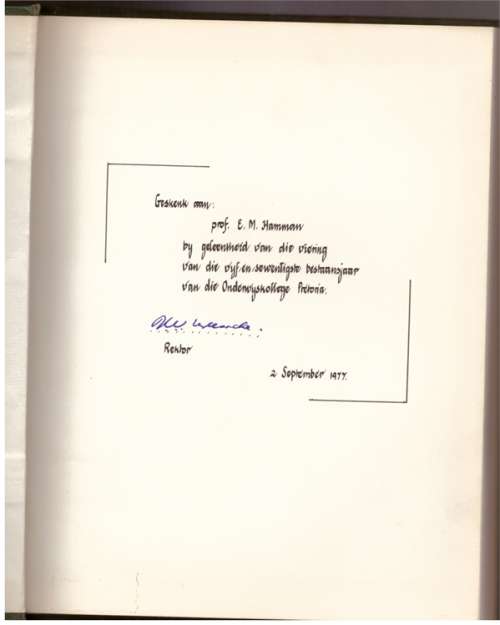 Geskenk aan:
prof. E. M. Hamman
by geleentheid van die viering
van die vyf-en-sewentigste bestaansjaar
van die Onderwyskollege Pretoria.
Rektor
2 September 1977.